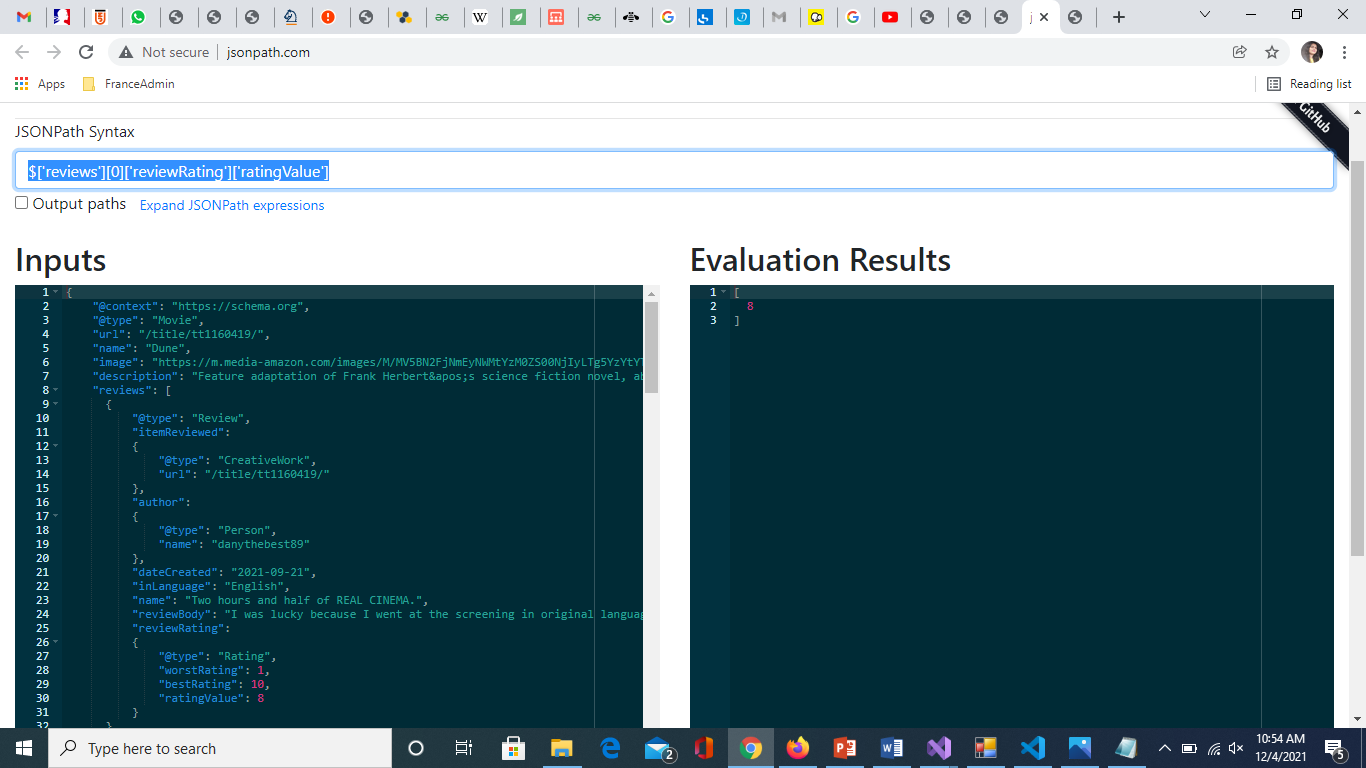 j
Not secure
jsonpath.com
Apps
FranceAdmin
Reading list
GitHub
JSONPath Syntax
$['reviews'][0]['reviewRating']['ratingValue']
Output paths
Expand JSONPath expressions
Inputs
1 {
2 "@context": "https://schema.org",
3 "@type": "Movie",
4 "url": "/title/tt1160419/",
5 "name": "Dune",
6 "image": "https://m.media-amazon.com/images/M/MV5BN2FjNmEyNWMtYzM0ZS00NjIyLTg5YzYtYT
7 "description": "Feature adaptation of Frank Herbert&apos;s science fiction novel, ab
8 "reviews": [
9 {
10 "@type": "Review",
11 "itemReviewed":
12 {
13 "@type": "CreativeWork",
14 "url": "/title/tt1160419/"
15 },
16 "author":
17 {
18 "@type": "Person",
19 "name": "danythebest89"
20 },
21 "dateCreated": "2021-09-21",
22 "inLanguage": "English",
23 "name": "Two hours and half of REAL CINEMA.",
24 "reviewBody": "I was lucky because I went at the screening in original languag
25 "reviewRating":
26 {
27 "@type": "Rating",
28 "worstRating": 1,
29 "bestRating": 10,
30 "ratingValue": 8
31 }
32 }
Evaluation Results
1 [
2 8
3 ]
Type here to search
2
10:54 AM
12/4/2021
5